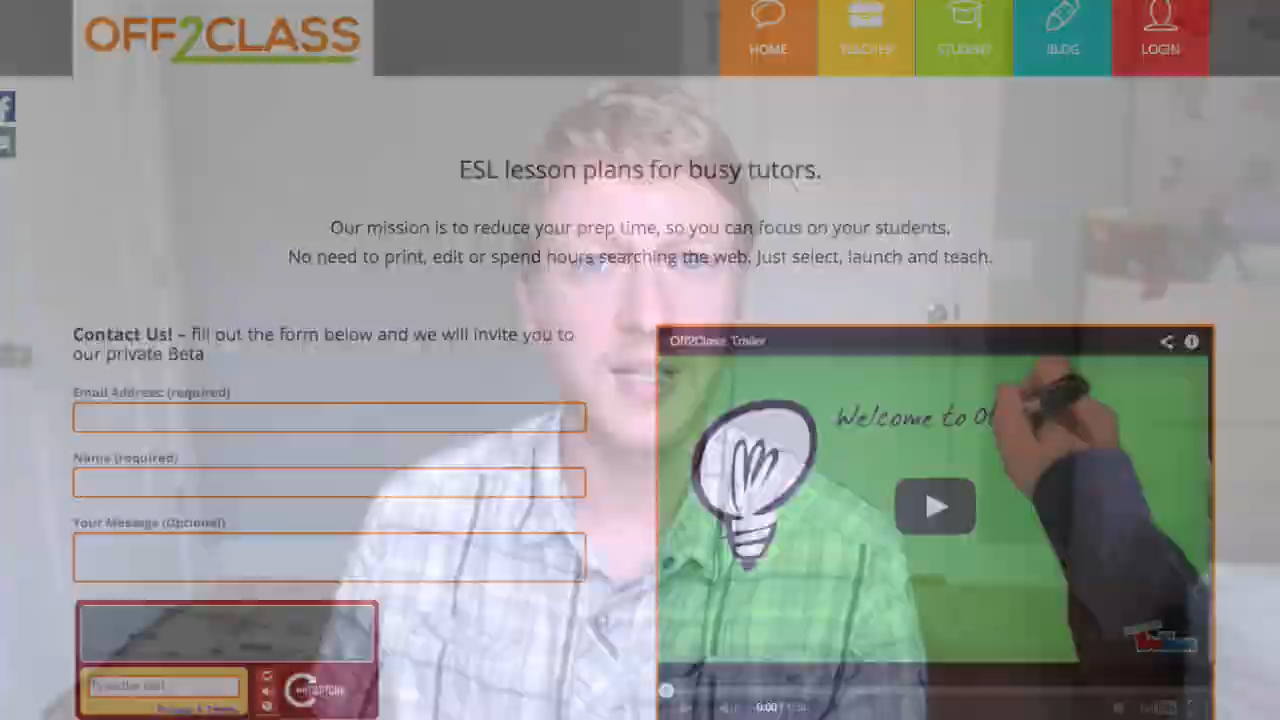 OFF2CLASS
HOME
TEACHER
STUDENT
BLOG
LOGIN
ESL lesson plans for busy tutors.
Our mission is to reduce your prep time, so you can focus on your students.
No need to print, edit or spend hours searching the web. Just select, launch and teach.
Contact Us! – fill out the form below and we will invite you to
our private Beta
Email Address (required)
Name (required)
Your Message (Optional)
Off2Class Trailer
Welcome to
Privacy & Terms
0:00